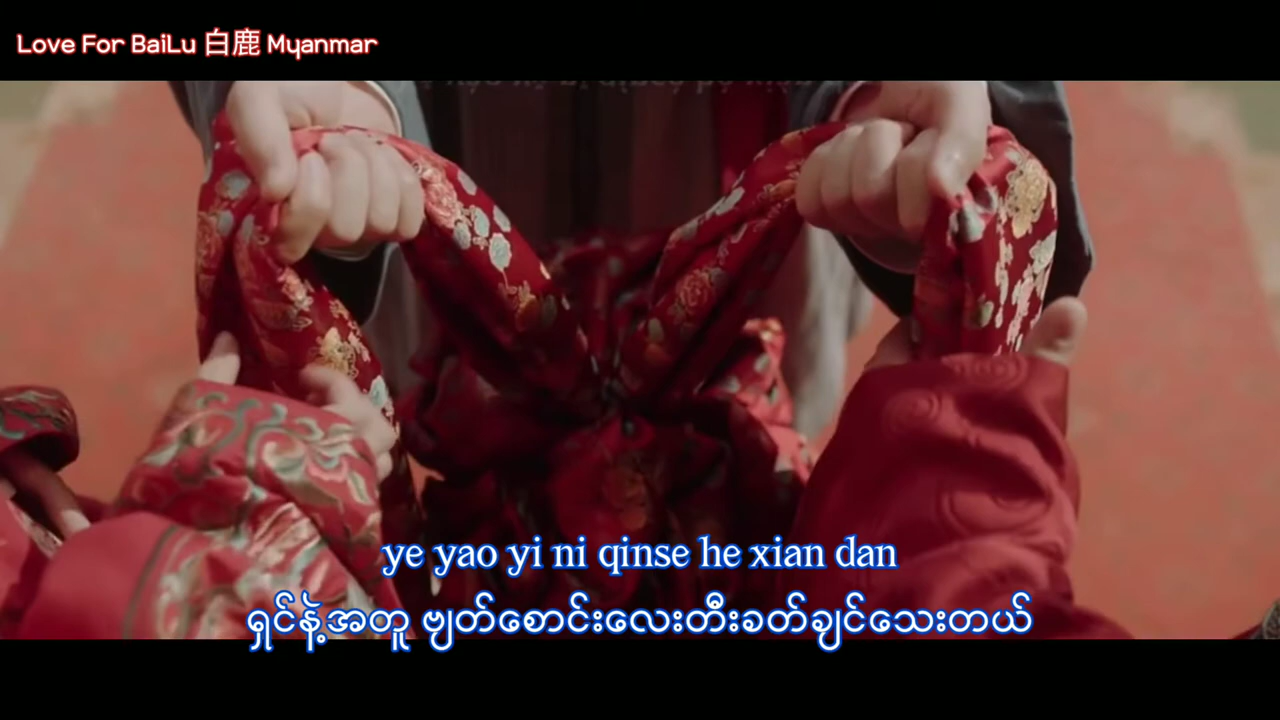 Love For BaiLu 白鹿 Myanmar
ye yao yi ni qinse he xian dan
ရှင်နဲ့အတူ ဗျတ်စောင်းလေးတီးခတ်ချင်သေးတယ်